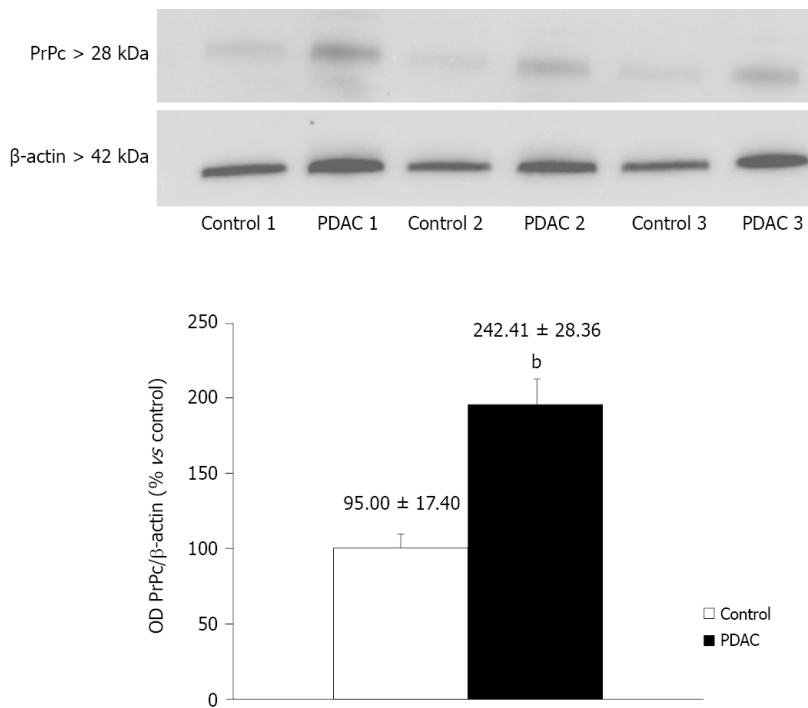 PrPc > 28 kDa
β-actin > 42 kDa
Control 1 PDAC 1 Control 2 PDAC 2 Control 3 PDAC 3
OD PrPc/β-actin (% vs control)
250
200
150
100
50
0
242.41 ± 28.36
b
95.00 ± 17.40
Control
PDAC